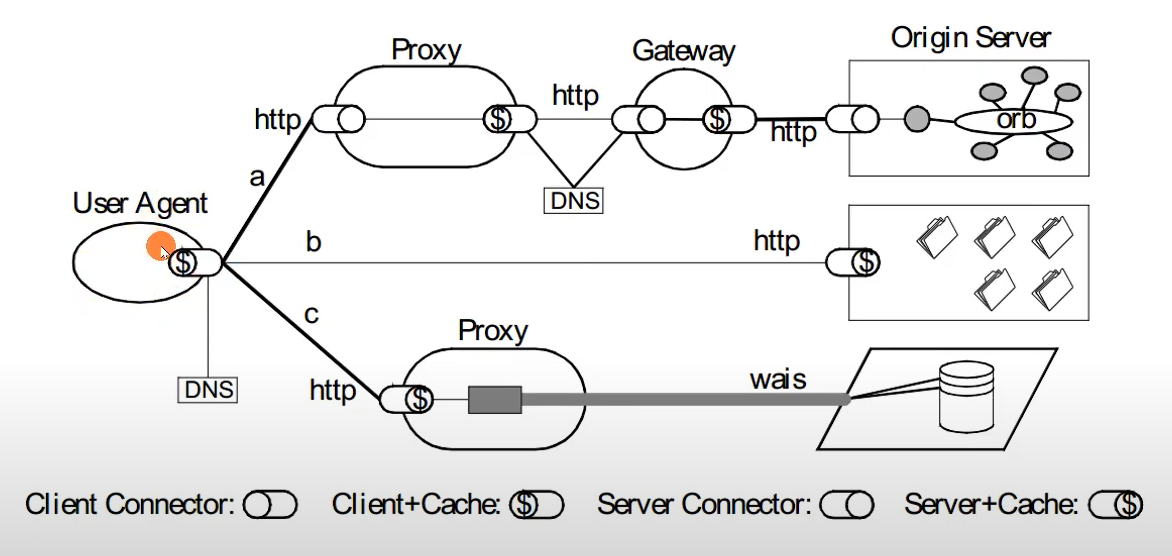 Proxy
Gateway
Origin Server
http
$
http
$
http
orb
a
DNS
User Agent
$
b
http
$
c
Proxy
DNS
http
$
wais
Client Connector:
Client+Cache: $
Server Connector:
Server+Cache: $